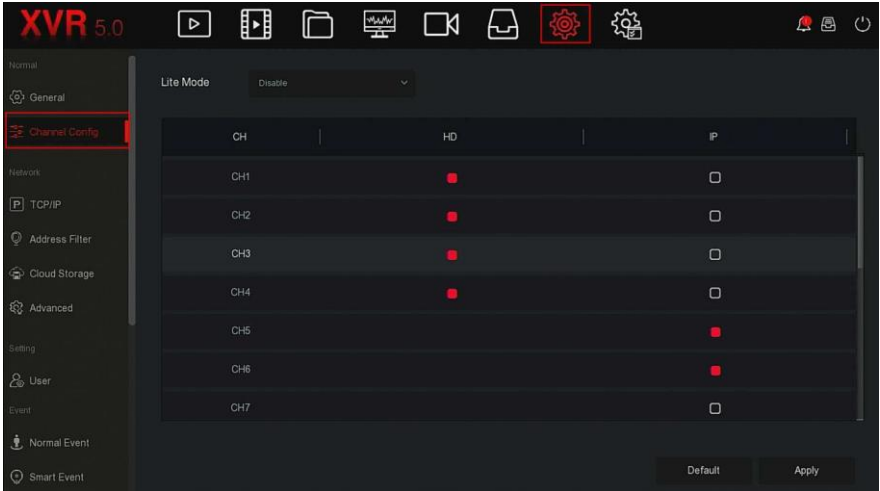 XVR 5.0
Normal
General
Channel Config
Network
P TCP/IP
Address Filter
Cloud Storage
Advanced
Setting
User
Event
Normal Event
Smart Event
Lite Mode Disable
CH HD IP
CH1
CH2
CH3
CH4
CH5
CH6
CH7
Default Apply